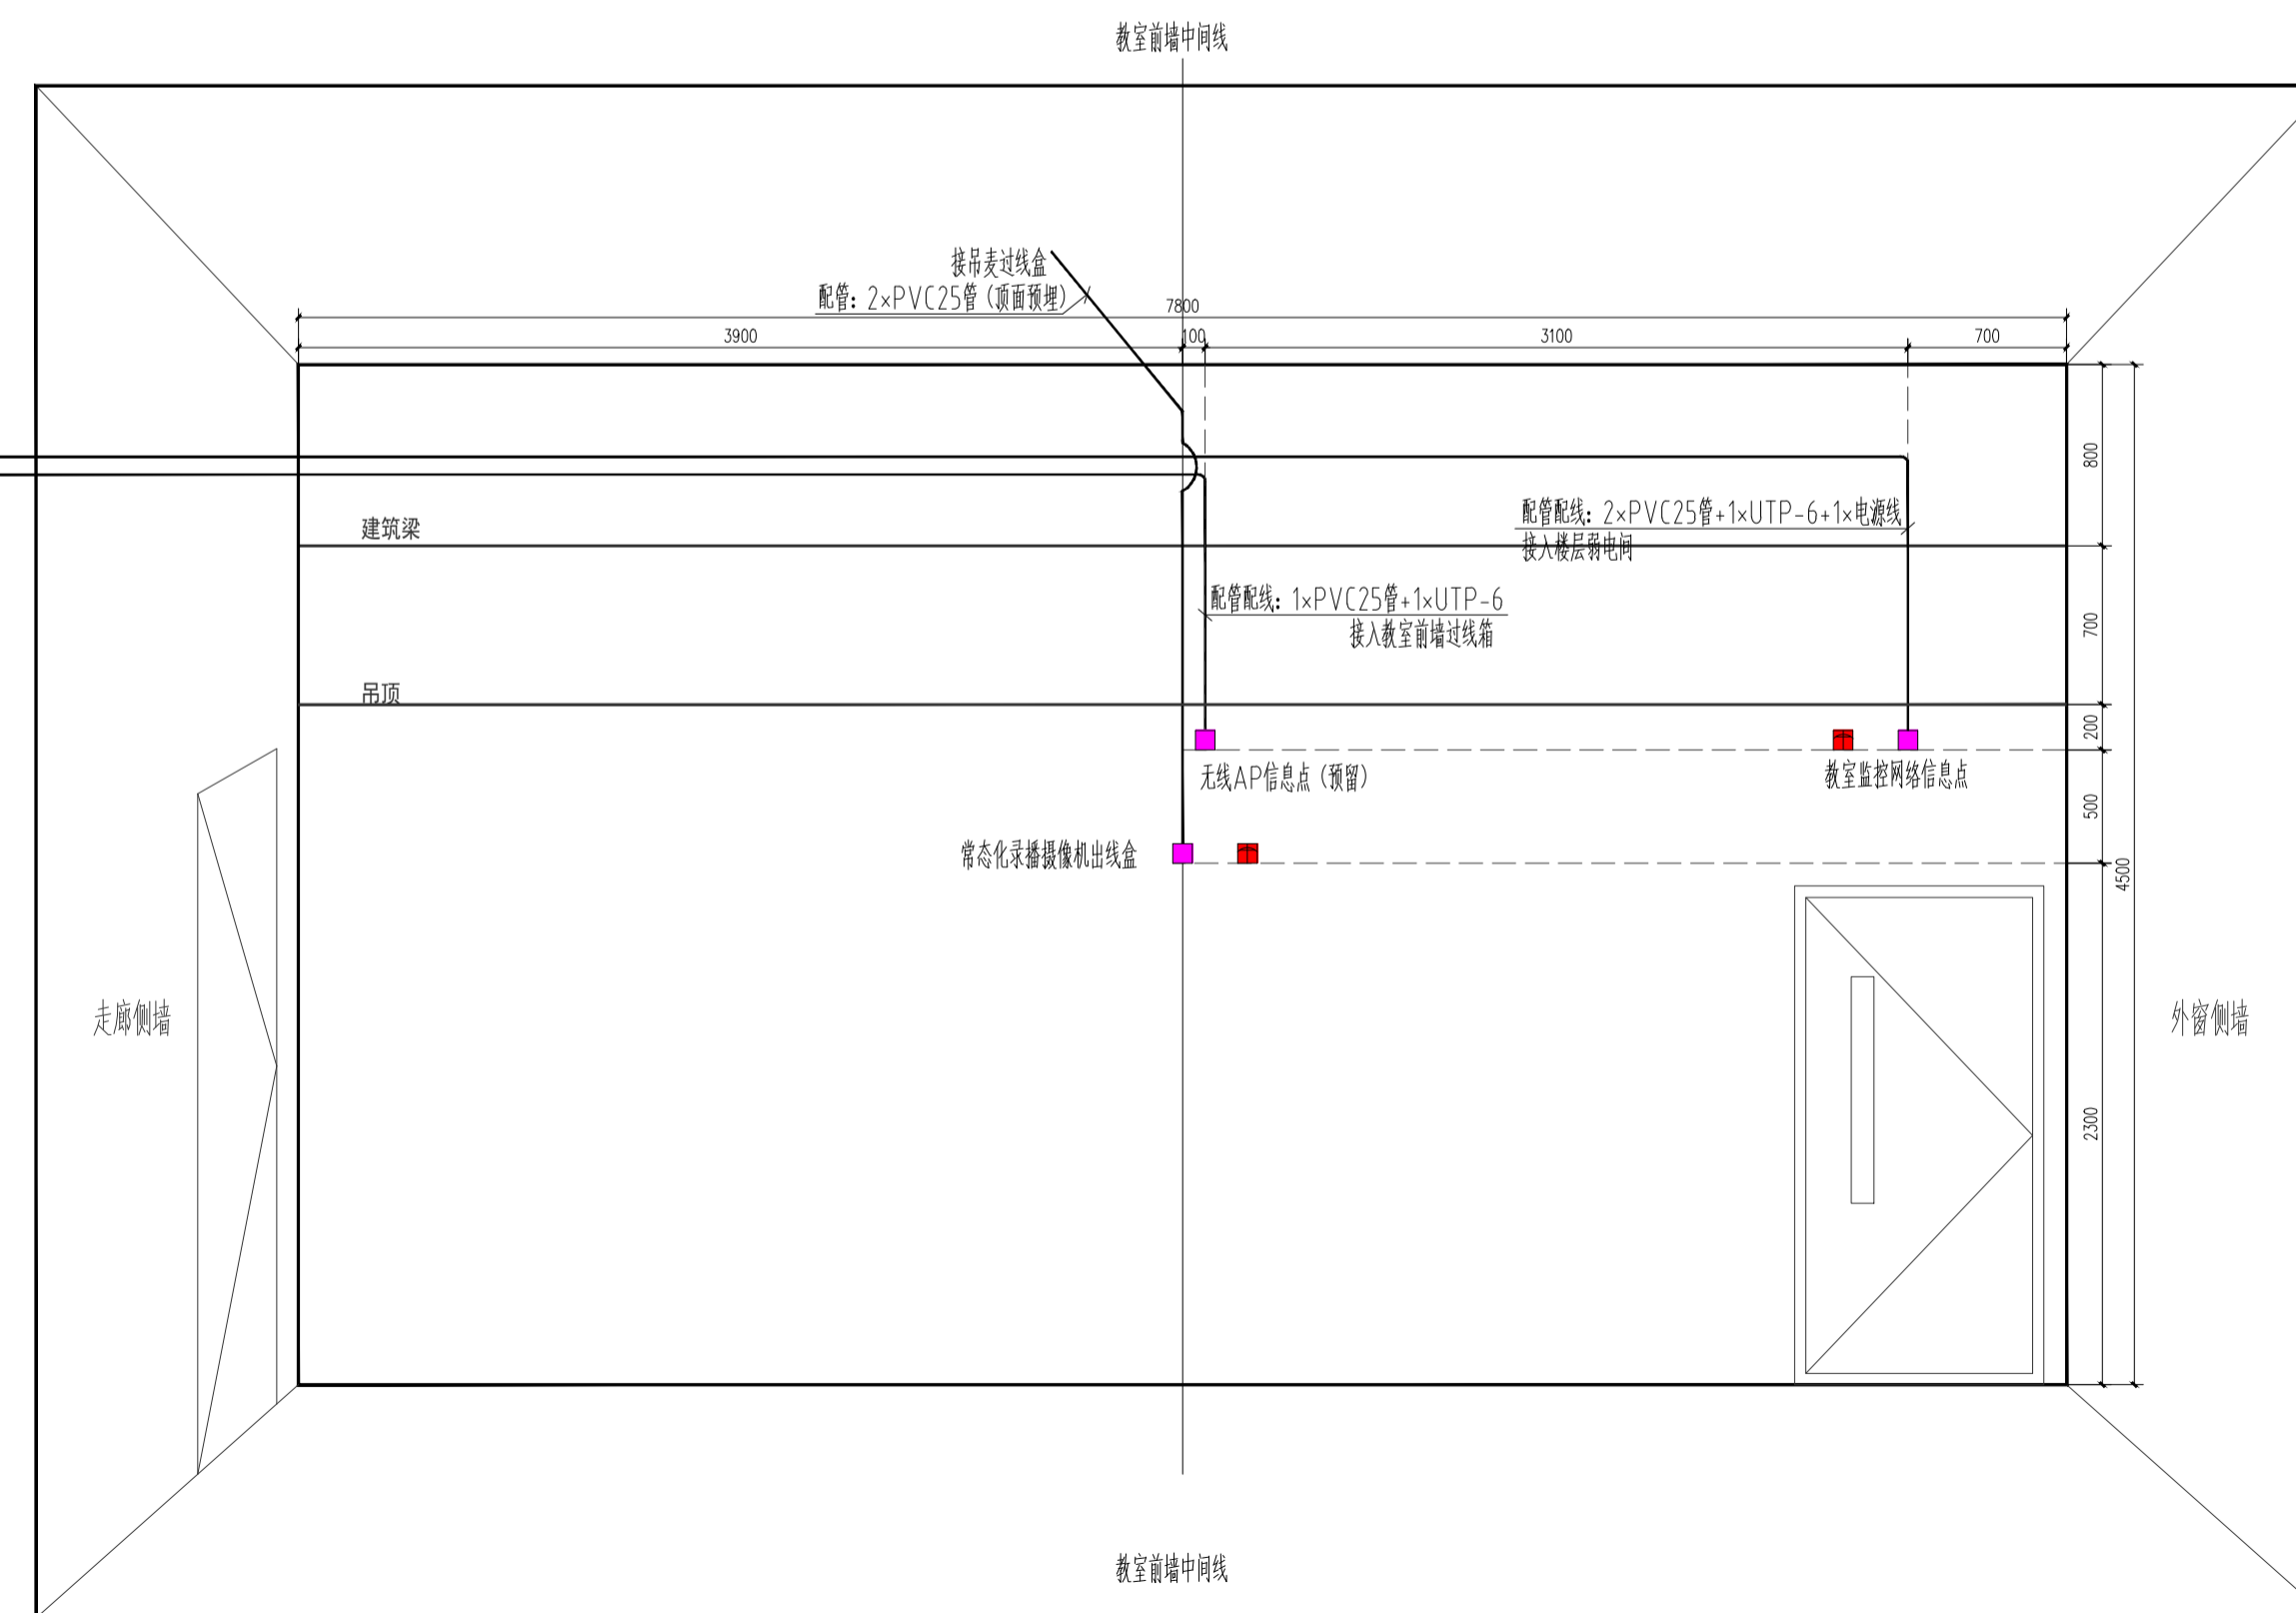 教室前墙中间线
接吊麦过线盒
配管：2×PVC25管（顶面预埋）
7800
3900
100
3100
700
800
建筑梁
配管配线：2×PVC25管+1×UTP-6+1×电源线
接入楼层弱电间
配管配线：1×PVC25管+1×UTP-6
接入教室前墙过线箱
700
吊顶
200
无线AP信息点（预留）
教室监控网络信息点
500
常态化录播摄像机出线盒
4500
走廊侧墙
外窗侧墙
2300
教室前墙中间线